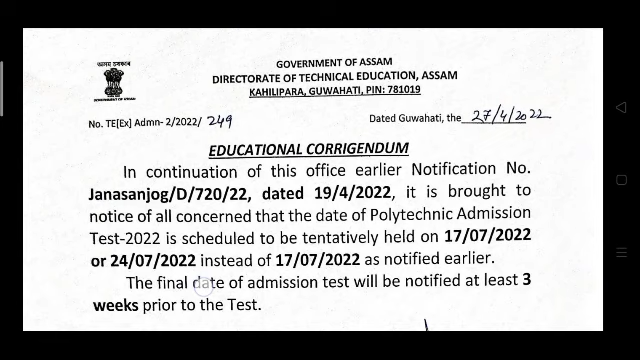 অসম চৰকাৰ
GOVERNMENT OF ASSAM
GOVERNMENT OF ASSAM
DIRECTORATE OF TECHNICAL EDUCATION, ASSAM
KAHILIPARA, GUWAHATI, PIN: 781019
No. TE[Ex] Admn-2/2022/ 249
Dated Guwahati, the 27/4/2022
EDUCATIONAL CORRIGENDUM
In continuation of this office earlier Notification No.
Janasanjog/D/720/22, dated 19/4/2022, it is brought to
notice of all concerned that the date of Polytechnic Admission
Test-2022 is scheduled to be tentatively held on 17/07/2022
or 24/07/2022 instead of 17/07/2022 as notified earlier.
The final date of admission test will be notified at least 3
weeks prior to the Test.